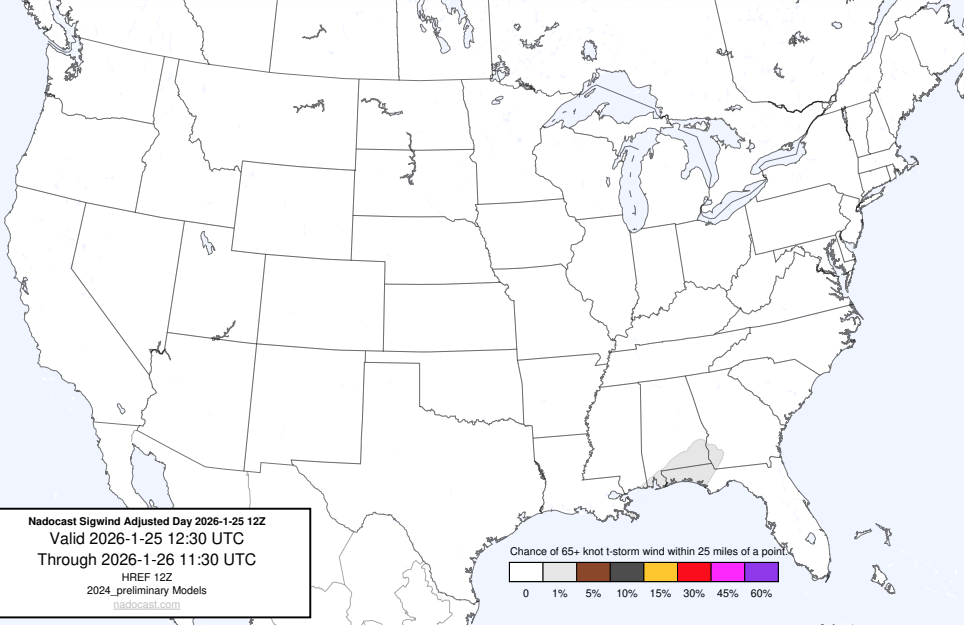 Nadocast Sigwind Adjusted Day 2026-1-25 12Z
Valid 2026-1-25 12:30 UTC
Through 2026-1-26 11:30 UTC
HREF 12Z
2024_preliminary Models
nadocast.com
Chance of 65+ knot t-storm wind within 25 miles of a point.
0 1% 5% 10% 15% 30% 45% 60%